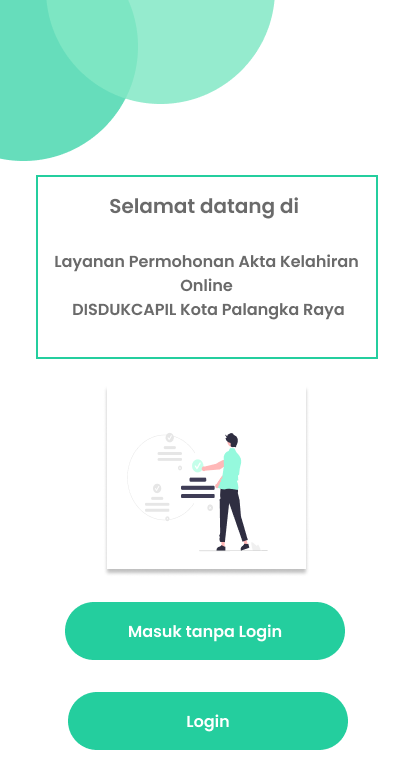 Selamat datang di
Layanan Permohonan Akta Kelahiran
Online
DISDUKCAPIL Kota Palangka Raya
Masuk tanpa Login
Login